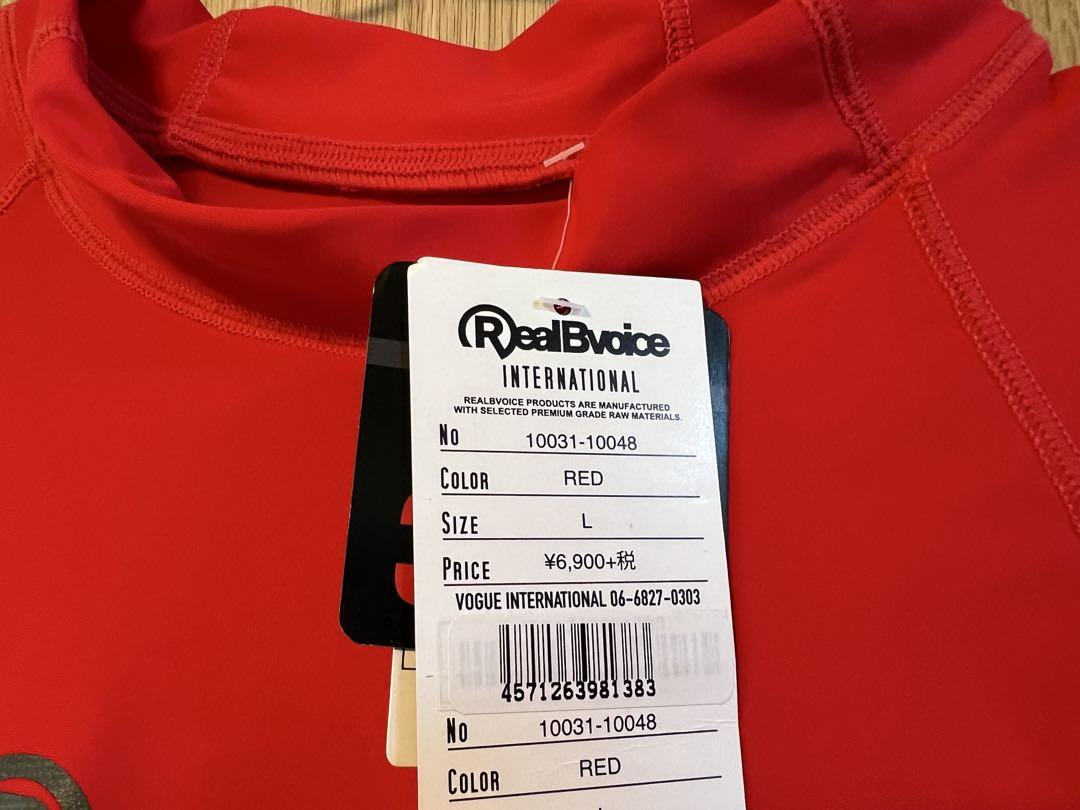 RealBvoice
INTERNATIONAL
REALBVOICE PRODUCTS ARE MANUFACTURED
WITH SELECTED PREMIUM GRADE RAW MATERIALS.
No 10031-10048
COLOR RED
SIZE L
PRICE ¥6,900+税
VOGUE INTERNATIONAL 06-6827-0303
4571263981383
No 10031-10048
COLOR RED